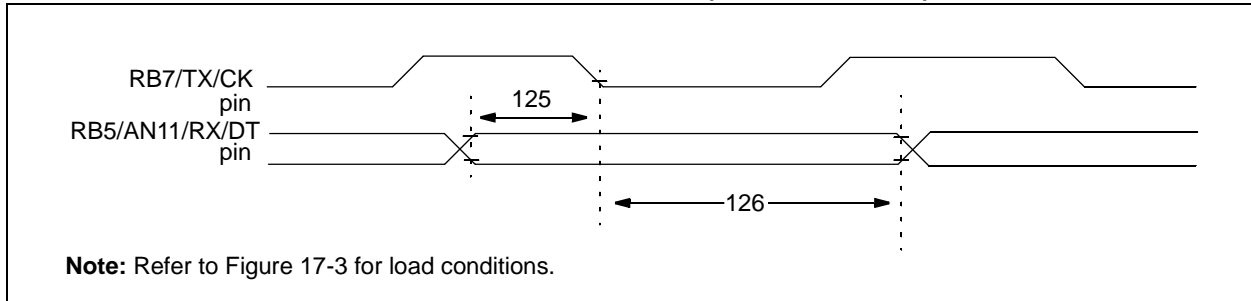 RB7/TX/CK
pin
125
RB5/AN11/RX/DT
pin
126
Note: Refer to Figure 17-3 for load conditions.